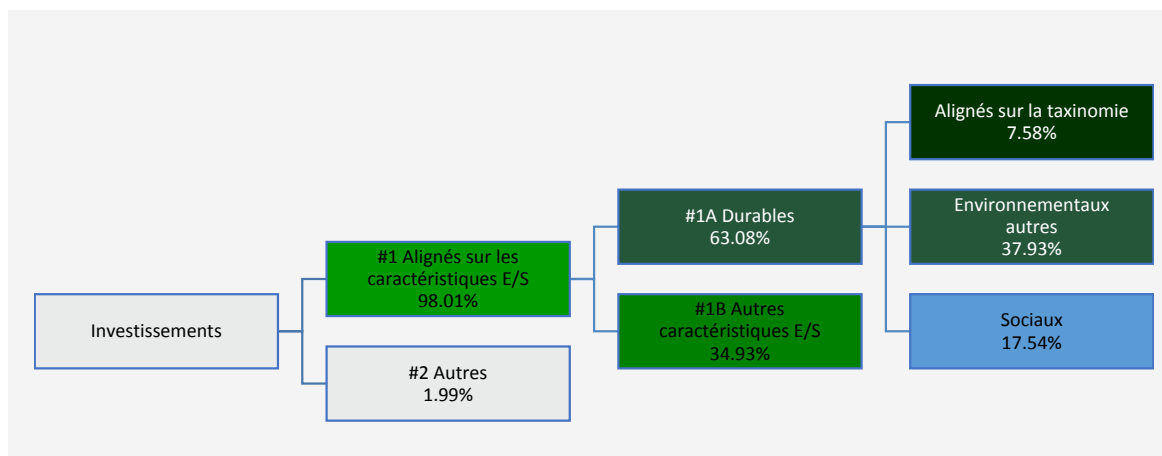 Investissements
#1 Alignés sur les
caractéristiques E/S
98.01%
#2 Autres
1.99%
#1A Durables
63.08%
#1B Autres
caractéristiques E/S
34.93%
Alignés sur la taxinomie
7.58%
Environnementaux
autres
37.93%
Sociaux
17.54%